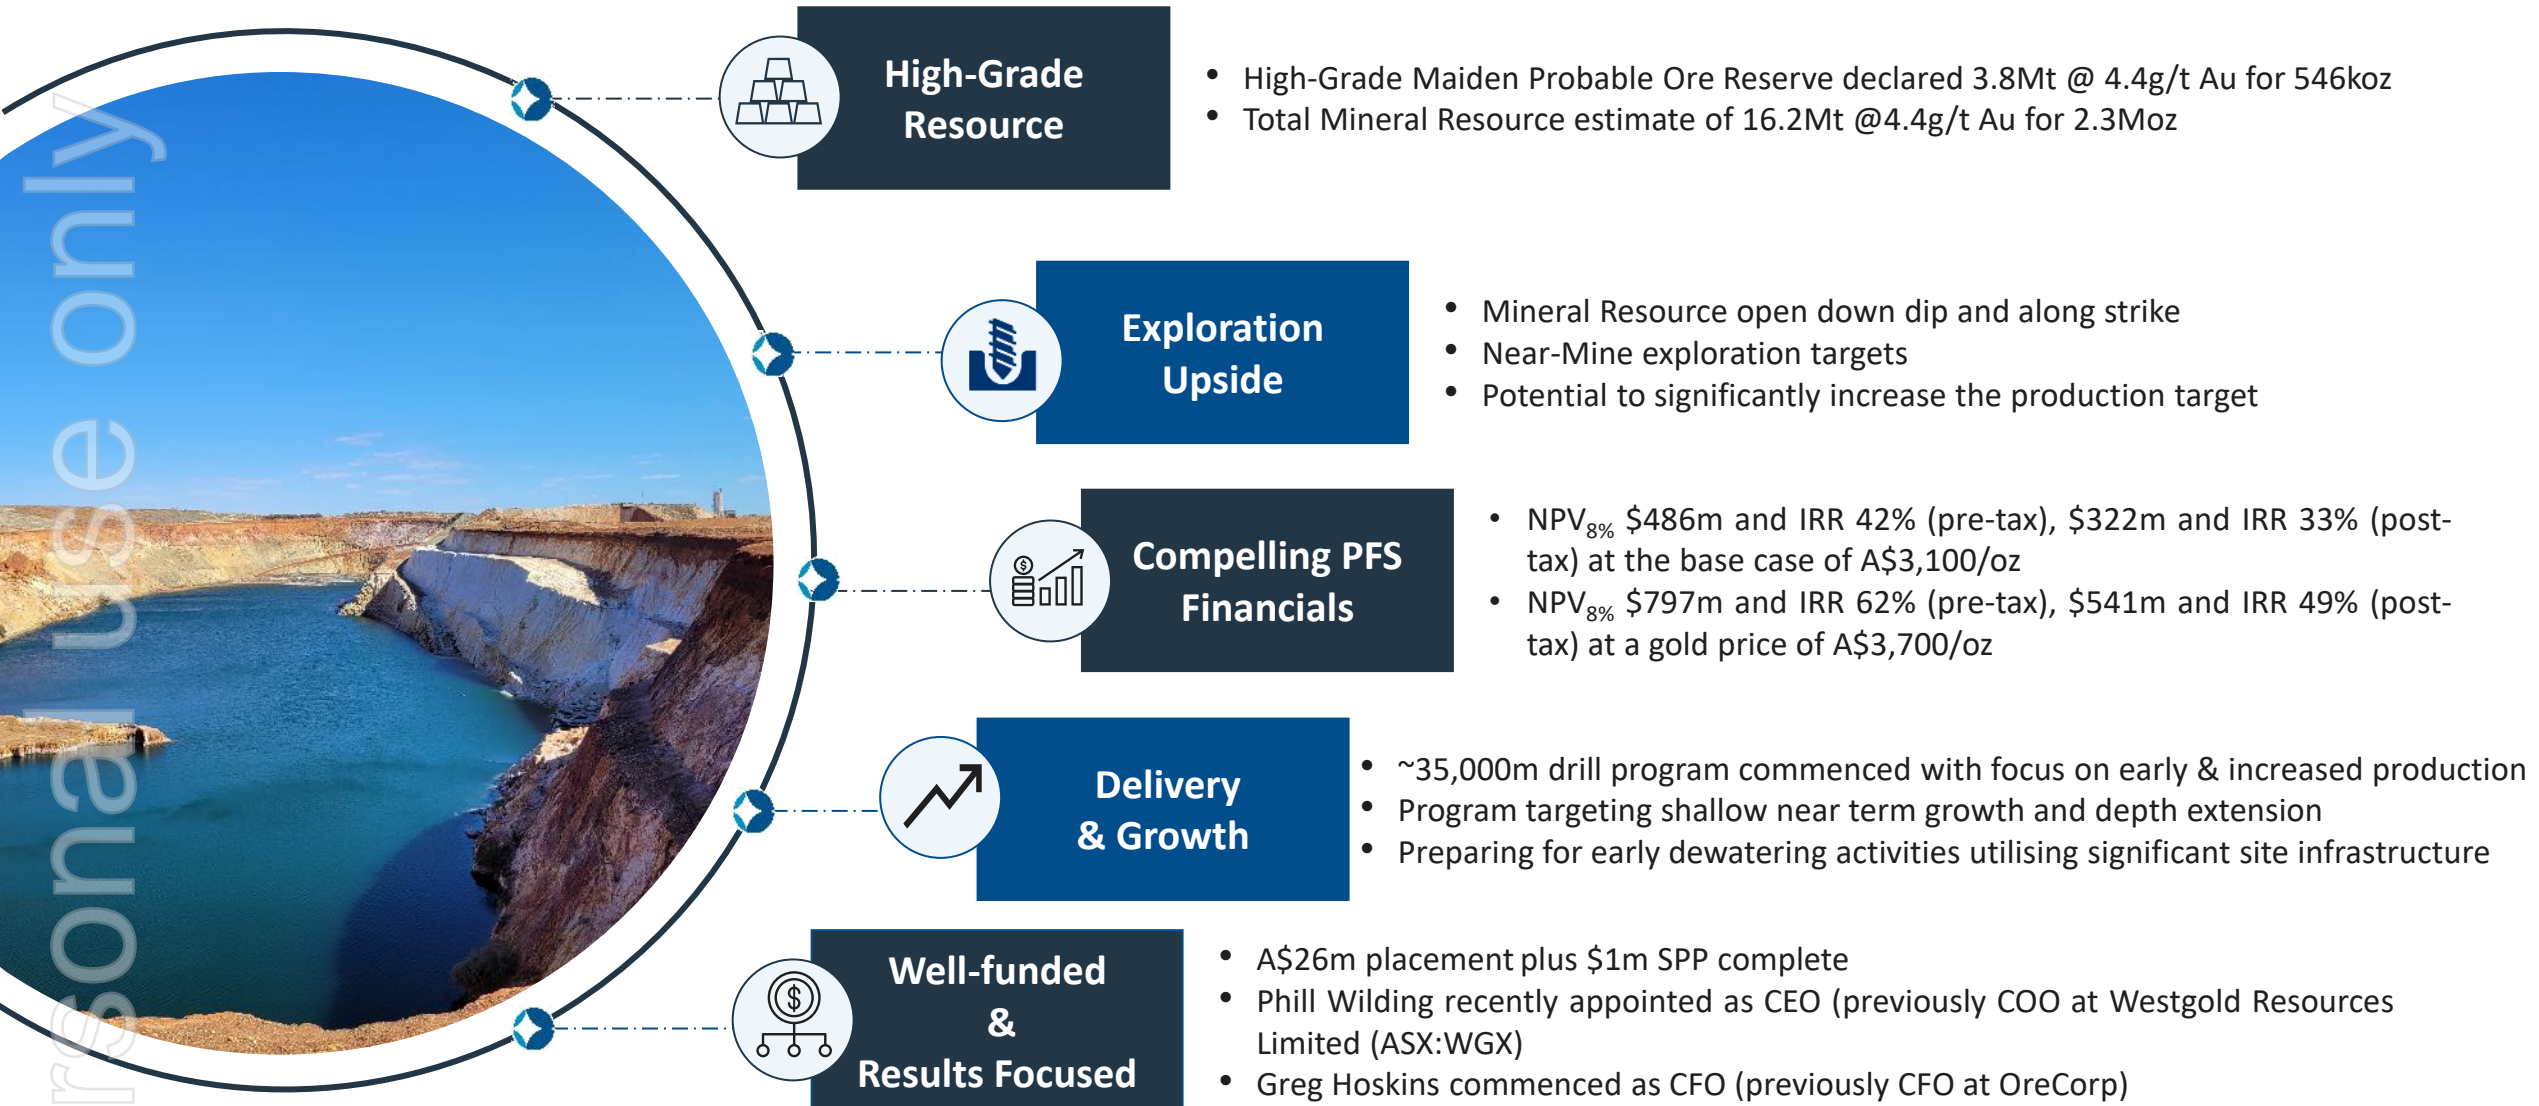 High-Grade
Resource
• High-Grade Maiden Probable Ore Reserve declared 3.8Mt @ 4.4g/t Au for 546koz
• Total Mineral Resource estimate of 16.2Mt @4.4g/t Au for 2.3Moz
Exploration
Upside
• Mineral Resource open down dip and along strike
• Near-Mine exploration targets
• Potential to significantly increase the production target
Compelling PFS
Financials
• NPV8% $486m and IRR 42% (pre-tax), $322m and IRR 33% (post-
tax) at the base case of A$3,100/oz
• NPV8% $797m and IRR 62% (pre-tax), $541m and IRR 49% (post-
tax) at a gold price of A$3,700/oz
Delivery
& Growth
• ~35,000m drill program commenced with focus on early & increased production
• Program targeting shallow near term growth and depth extension
• Preparing for early dewatering activities utilising significant site infrastructure
Well-funded
&
Results Focused
• A$26m placement plus $1m SPP complete
• Phill Wilding recently appointed as CEO (previously COO at Westgold Resources
Limited (ASX:WGX)
• Greg Hoskins commenced as CFO (previously CFO at OreCorp)
rsonal use only